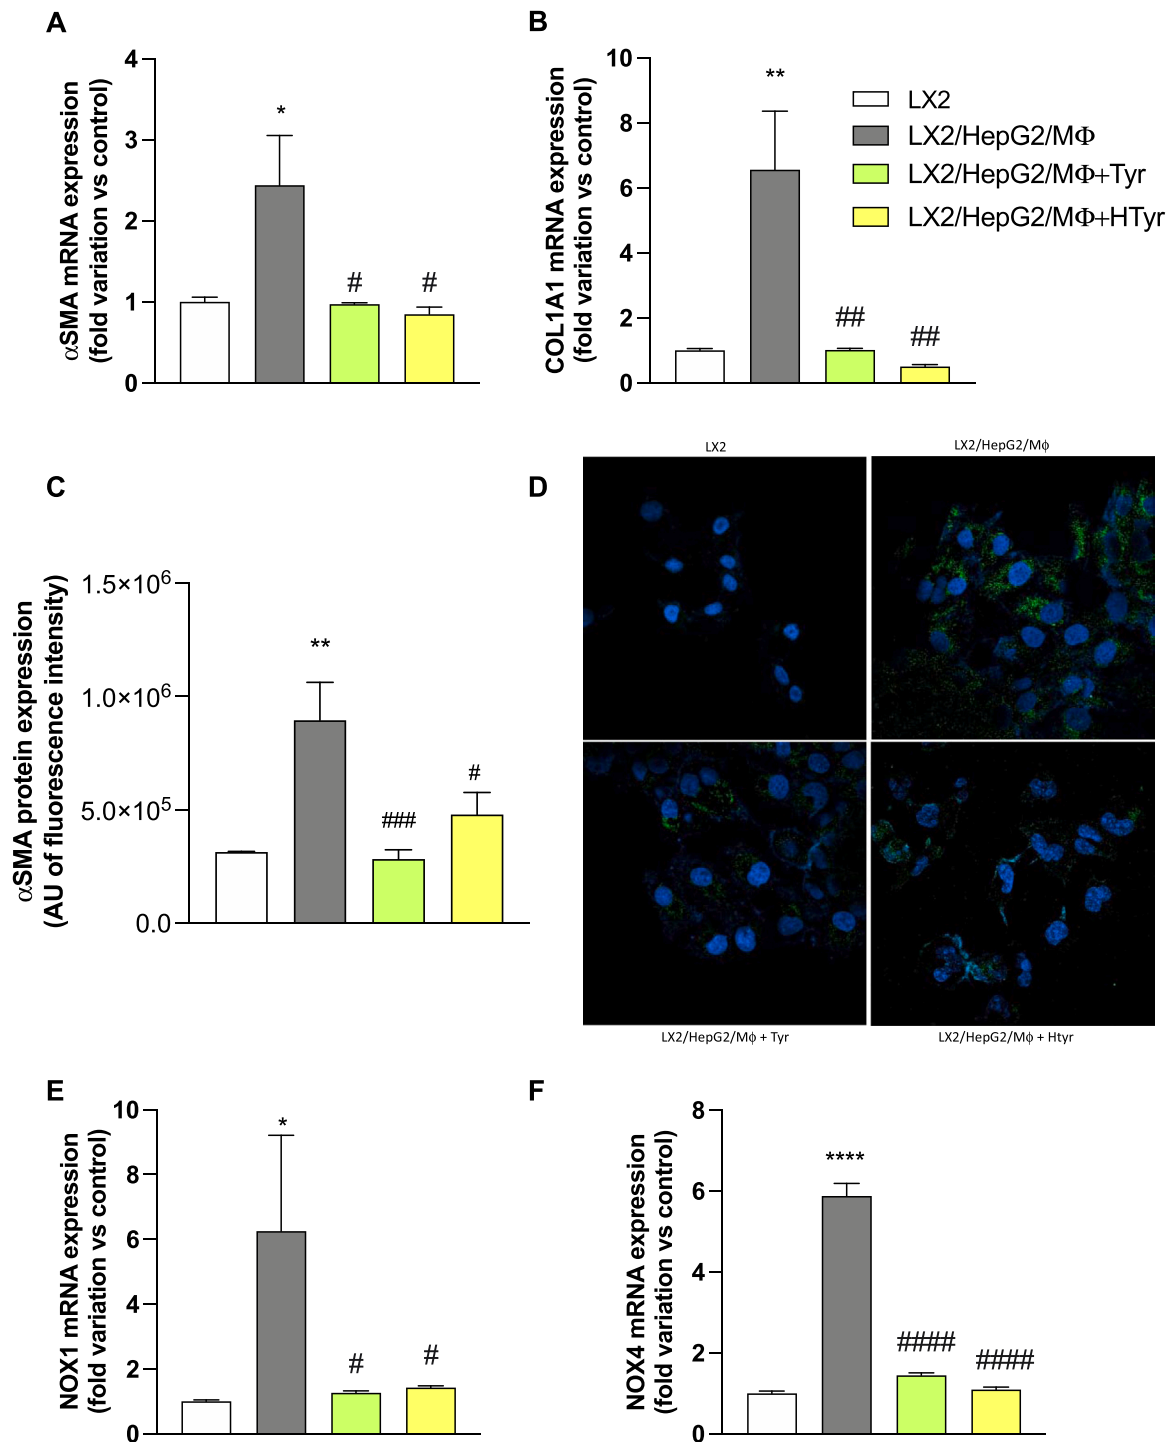 A
αSMA mRNA expression
(fold variation vs control)
4
3
2
1
0
*
#
#
B
COL1A1 mRNA expression
(fold variation vs control)
10
8
6
4
2
0
**
##
##
LX2
LX2/HepG2/MΦ
LX2/HepG2/MΦ+Tyr
LX2/HepG2/MΦ+HTyr
C
αSMA protein expression
(AU of fluorescence intensity)
1.5×10⁶
1.0×10⁶
5.0×10⁵
0.0
**
###
#
D
LX2
LX2/HepG2/Mϕ
LX2/HepG2/Mϕ + Tyr
LX2/HepG2/Mϕ + Htyr
E
NOX1 mRNA expression
(fold variation vs control)
10
8
6
4
2
0
*
#
#
F
NOX4 mRNA expression
(fold variation vs control)
8
6
4
2
0
****
####
####